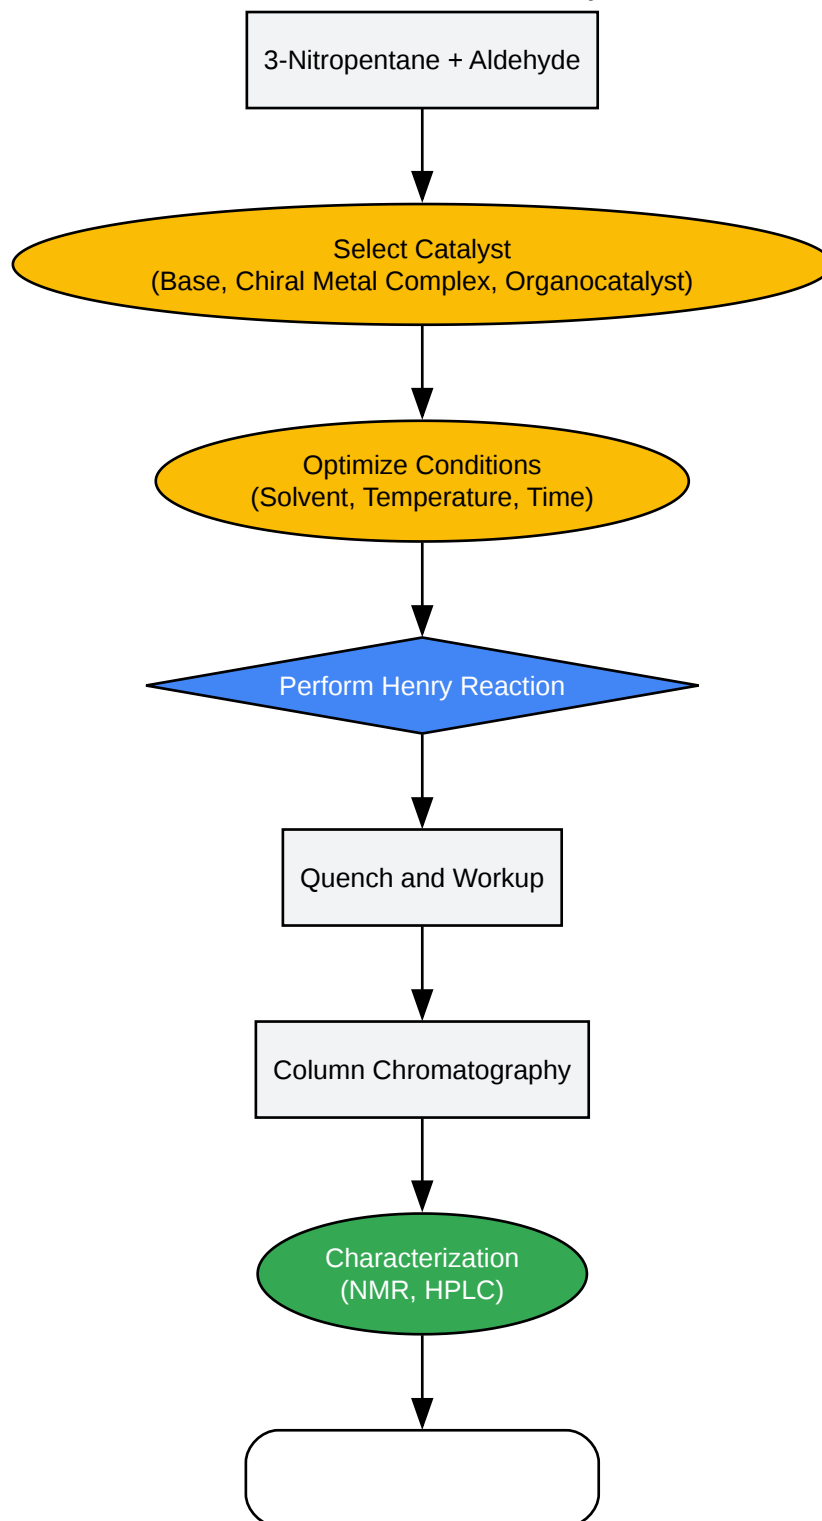 3-Nitropentane + Aldehyde
Select Catalyst
(Base, Chiral Metal Complex, Organocatalyst)
Optimize Conditions
(Solvent, Temperature, Time)
Perform Henry Reaction
Quench and Workup
Column Chromatography
Characterization
(NMR, HPLC)